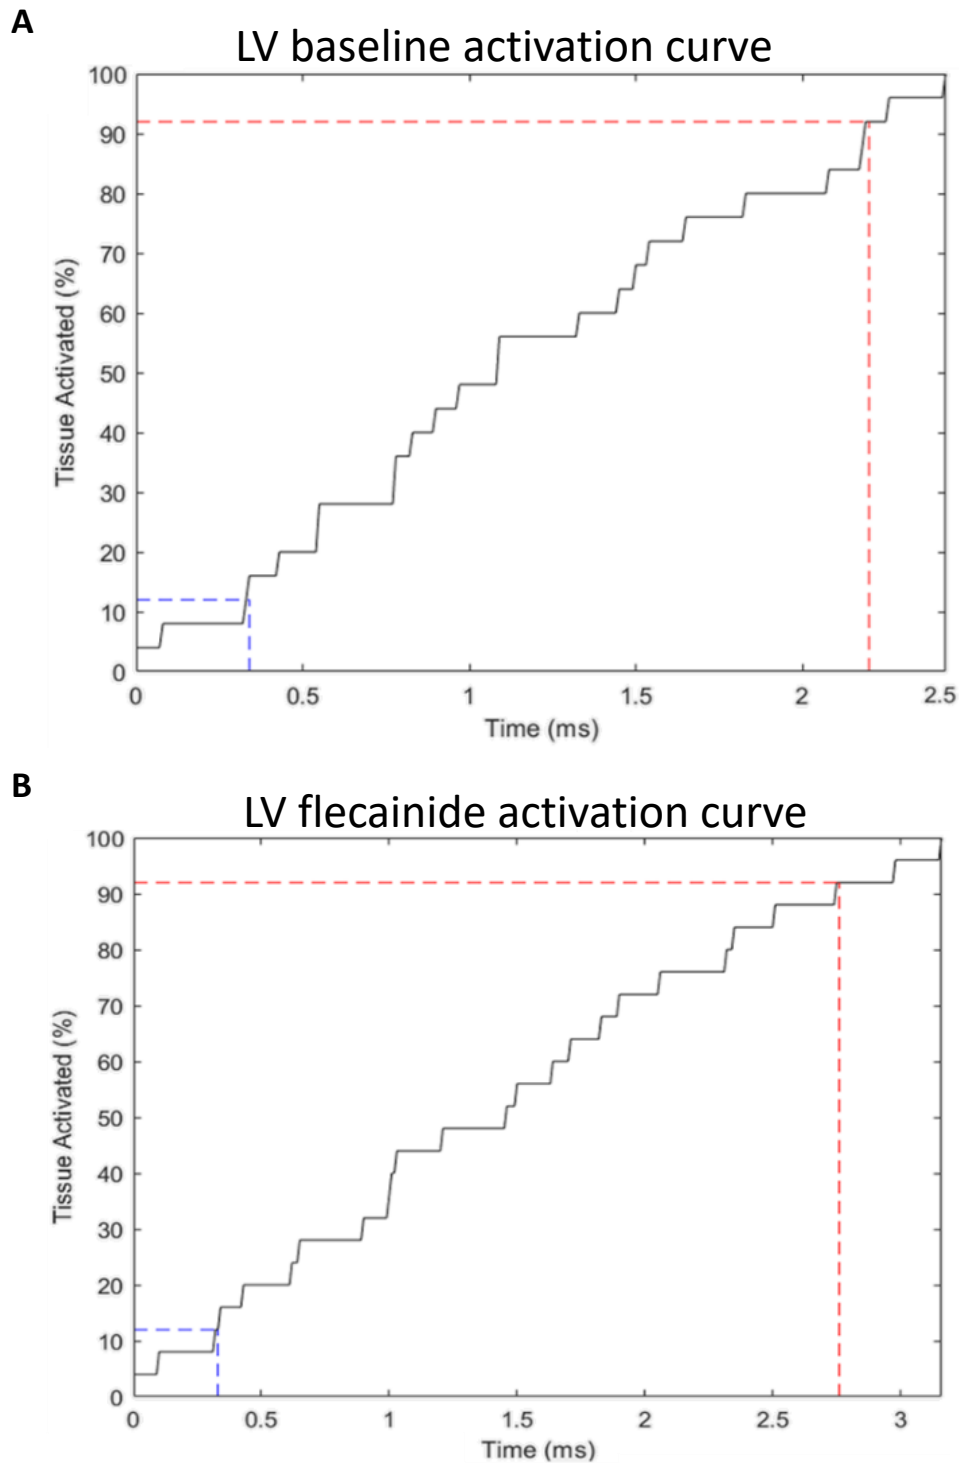 A
LV baseline activation curve
100
90
80
70
60
50
40
30
20
10
0
Tissue Activated (%)
0 0.5 1 1.5 2 2.5
Time (ms)
B
LV flecainide activation curve
100
90
80
70
60
50
40
30
20
10
0
Tissue Activated (%)
0 0.5 1 1.5 2 2.5 3
Time (ms)